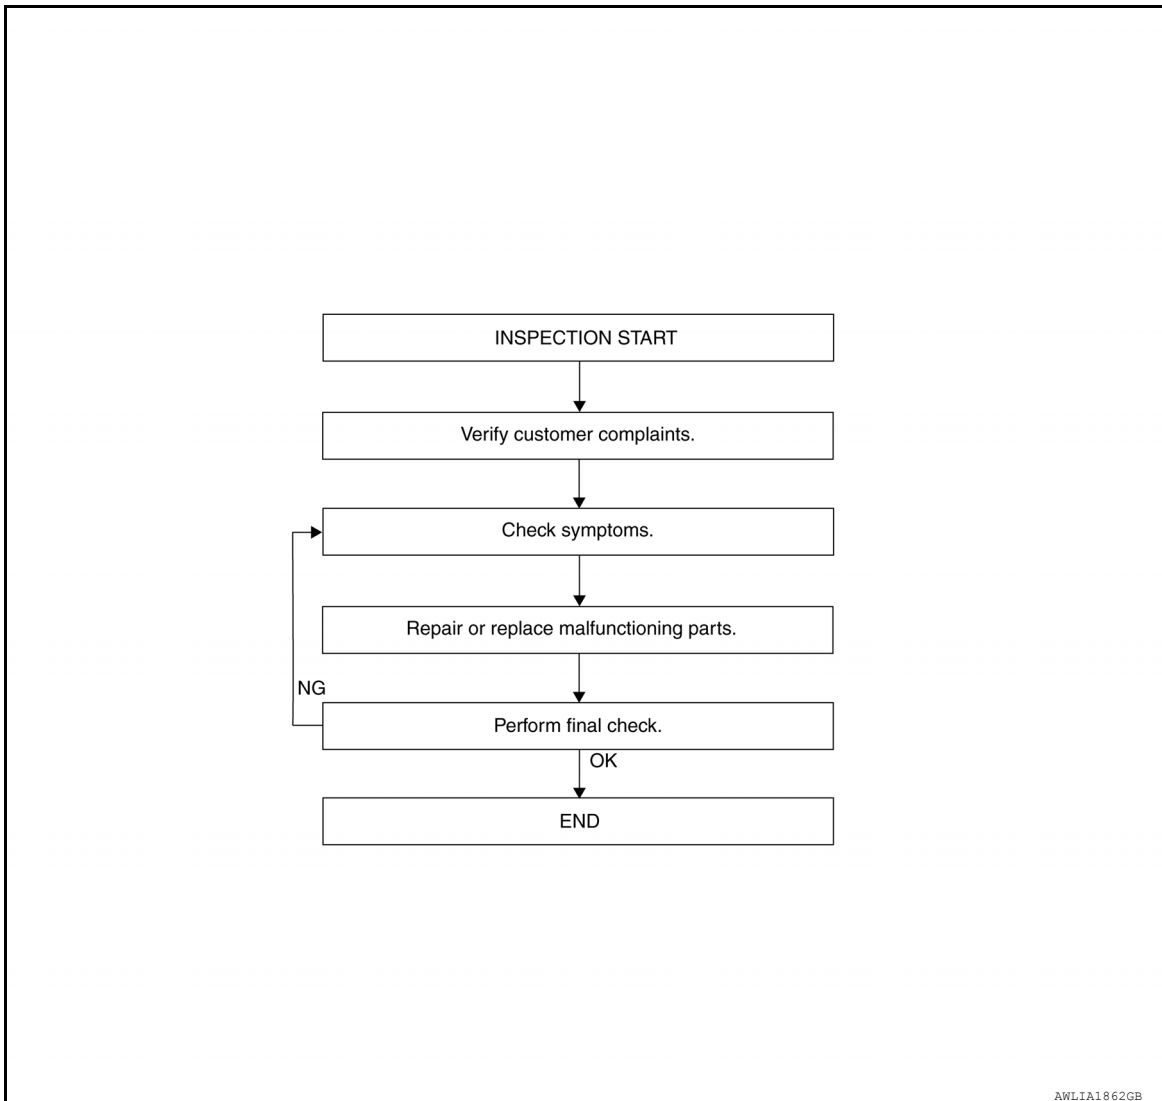 INSPECTION START
Verify customer complaints.
Check symptoms.
Repair or replace malfunctioning parts.
NG
Perform final check.
OK
END
AWLIA1862GB